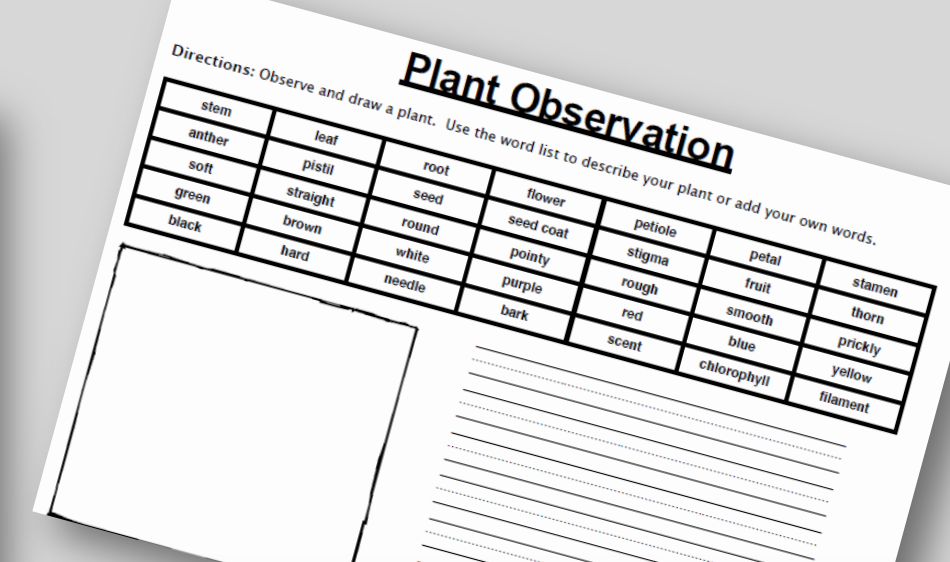 Plant Observation
Directions: Observe and draw a plant. Use the word list to describe your plant or add your own words.
stem leaf root flower petiole petal stamen
anther pistil seed seed coat stigma fruit thorn
soft straight round pointy rough smooth prickly
green brown white purple red blue yellow
black hard needle bark scent chlorophyll filament